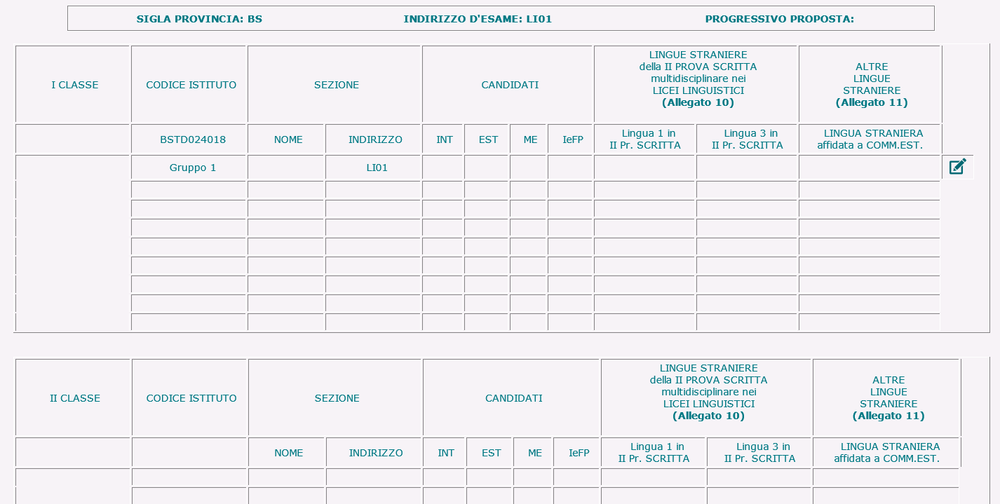 SIGLA PROVINCIA: BS INDIRIZZO D'ESAME: LI01 PROGRESSIVO PROPOSTA:
I CLASSE CODICE ISTITUTO SEZIONE CANDIDATI
LINGUE STRANIERE
della II PROVA SCRITTA
multidisciplinare nei
LICEI LINGUISTICI
(Allegato 10)
ALTRE
LINGUE
STRANIERE
(Allegato 11)
BSTD024018 NOME INDIRIZZO INT EST ME IeFP
Lingua 1 in
II Pr. SCRITTA
Lingua 3 in
II Pr. SCRITTA
LINGUA STRANIERA
affidata a COMM.EST.
Gruppo 1 LI01
II CLASSE CODICE ISTITUTO SEZIONE CANDIDATI
LINGUE STRANIERE
della II PROVA SCRITTA
multidisciplinare nei
LICEI LINGUISTICI
(Allegato 10)
ALTRE
LINGUE
STRANIERE
(Allegato 11)
NOME INDIRIZZO INT EST ME IeFP
Lingua 1 in
II Pr. SCRITTA
Lingua 3 in
II Pr. SCRITTA
LINGUA STRANIERA
affidata a COMM.EST.